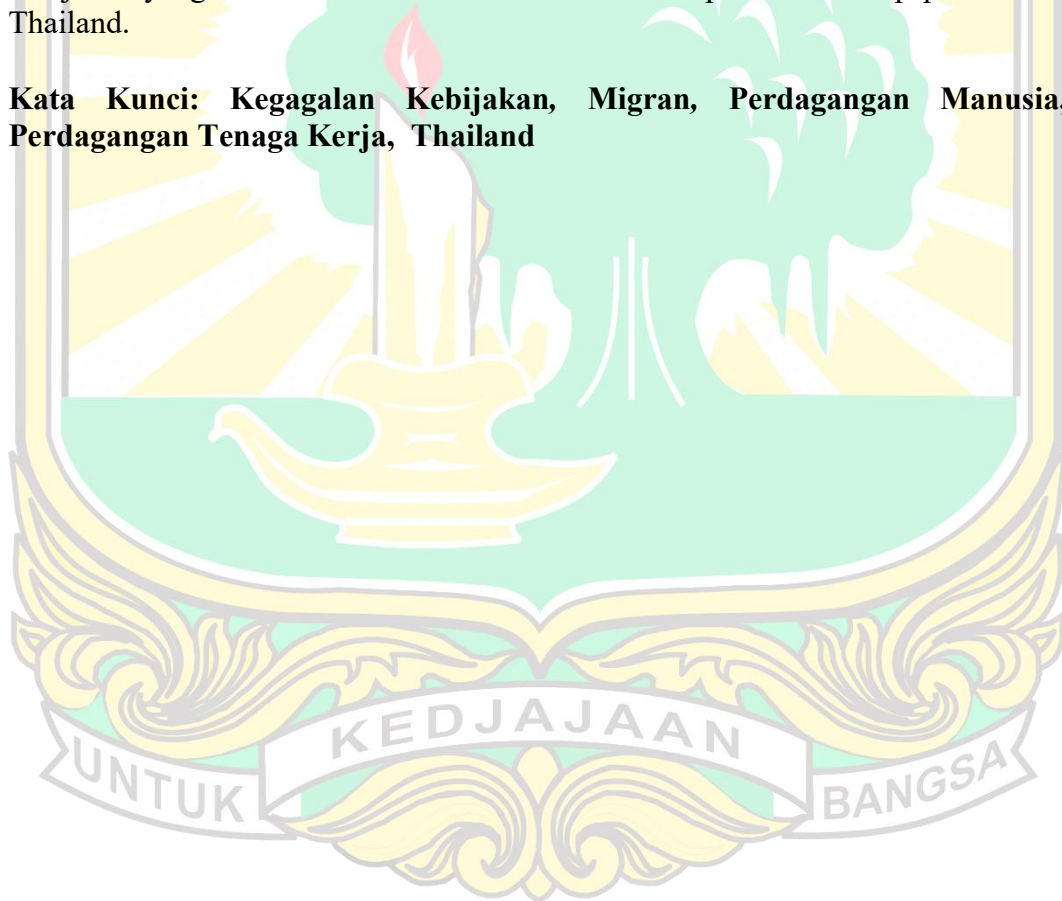 Thailand.
Kata Kunci: Kegagalan Kebijakan, Migran, Perdagangan Manusia,
Perdagangan Tenaga Kerja, Thailand
UNTUK KEDJAJAAN BANGSA